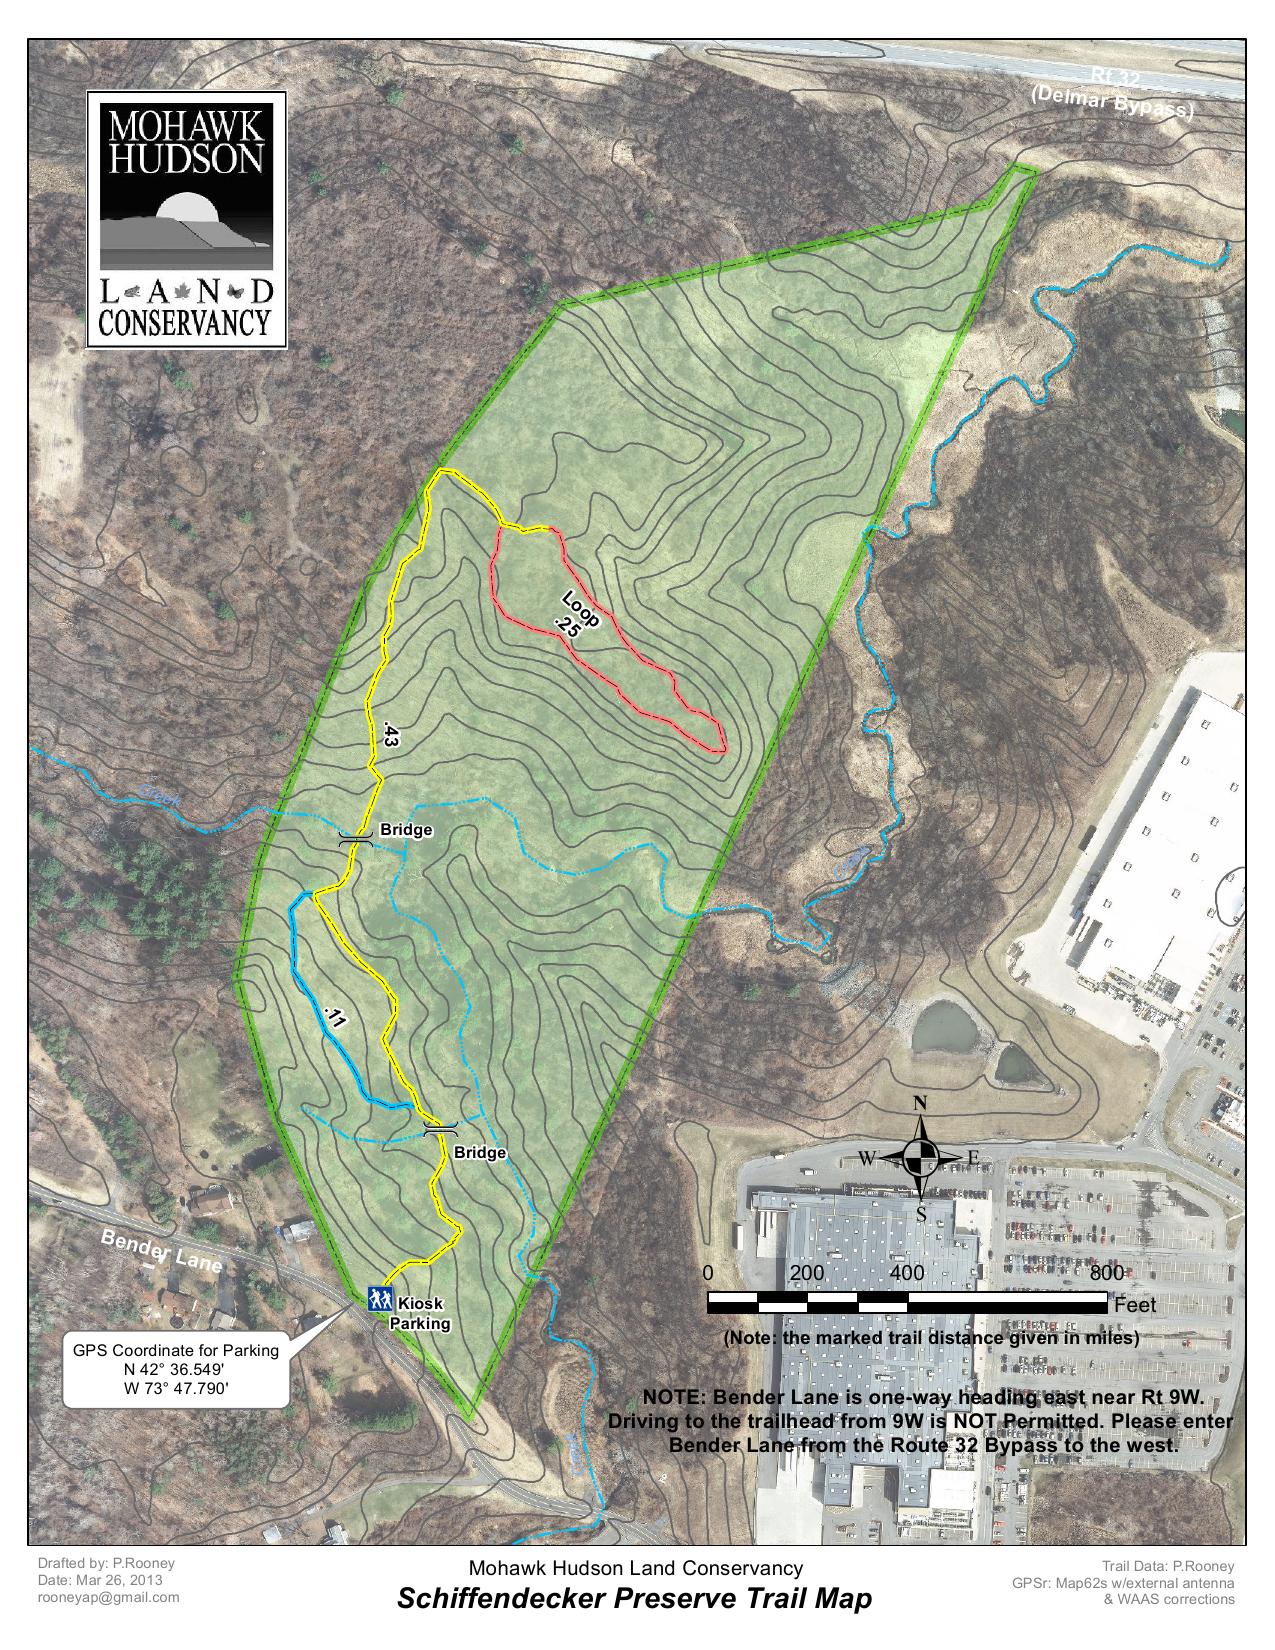 Rt 32
(Delmar Bypass)
MOHAWK
HUDSON
LAND
CONSERVANCY
Loop
.25
.43
Creek
Bridge
Creek
.11
Bridge
N
W E
S
Bender Lane
0 200 400 800
Feet
(Note: the marked trail distance given in miles)
Kiosk
Parking
GPS Coordinate for Parking
N 42° 36.549'
W 73° 47.790'
NOTE: Bender Lane is one-way heading east near Rt 9W.
Driving to the trailhead from 9W is NOT Permitted. Please enter
Bender Lane from the Route 32 Bypass to the west.
Creek
Drafted by: P.Rooney
Date: Mar 26, 2013
rooneyap@gmail.com
Mohawk Hudson Land Conservancy
Schiffendecker Preserve Trail Map
Trail Data: P.Rooney
GPSr: Map62s w/external antenna
& WAAS corrections